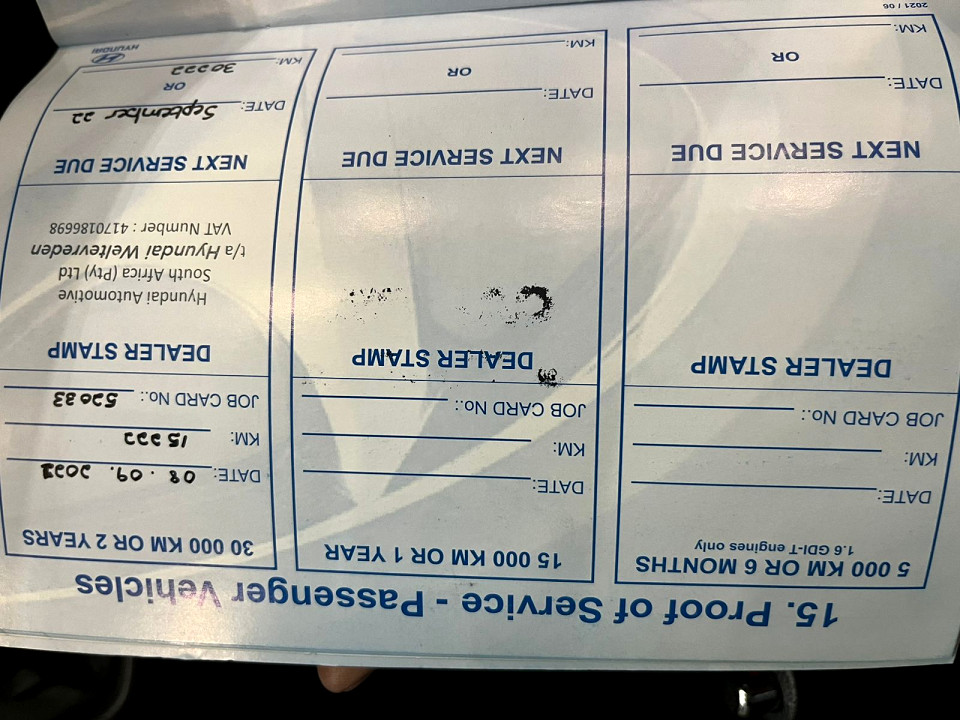 15. Proof of Service - Passenger Vehicles
5 000 KM OR 6 MONTHS
1.6 GDI-T engines only
DATE:
KM:
JOB CARD No.:
DEALER STAMP
NEXT SERVICE DUE
DATE:
OR
KM:
2021 / 06
15 000 KM OR 1 YEAR
DATE:
KM:
JOB CARD No.:
DEALER STAMP
NEXT SERVICE DUE
DATE:
OR
KM:
30 000 KM OR 2 YEARS
DATE: 08 . 09.
KM: 15 222
JOB CARD No.: 52083
DEALER STAMP
Hyundai Automotive
South Africa (Pty) Ltd
t/a Hyundai Weltevreden
VAT Number : 4170186698
NEXT SERVICE DUE
DATE: September 22
OR
KM: 30222
HYUNDAI